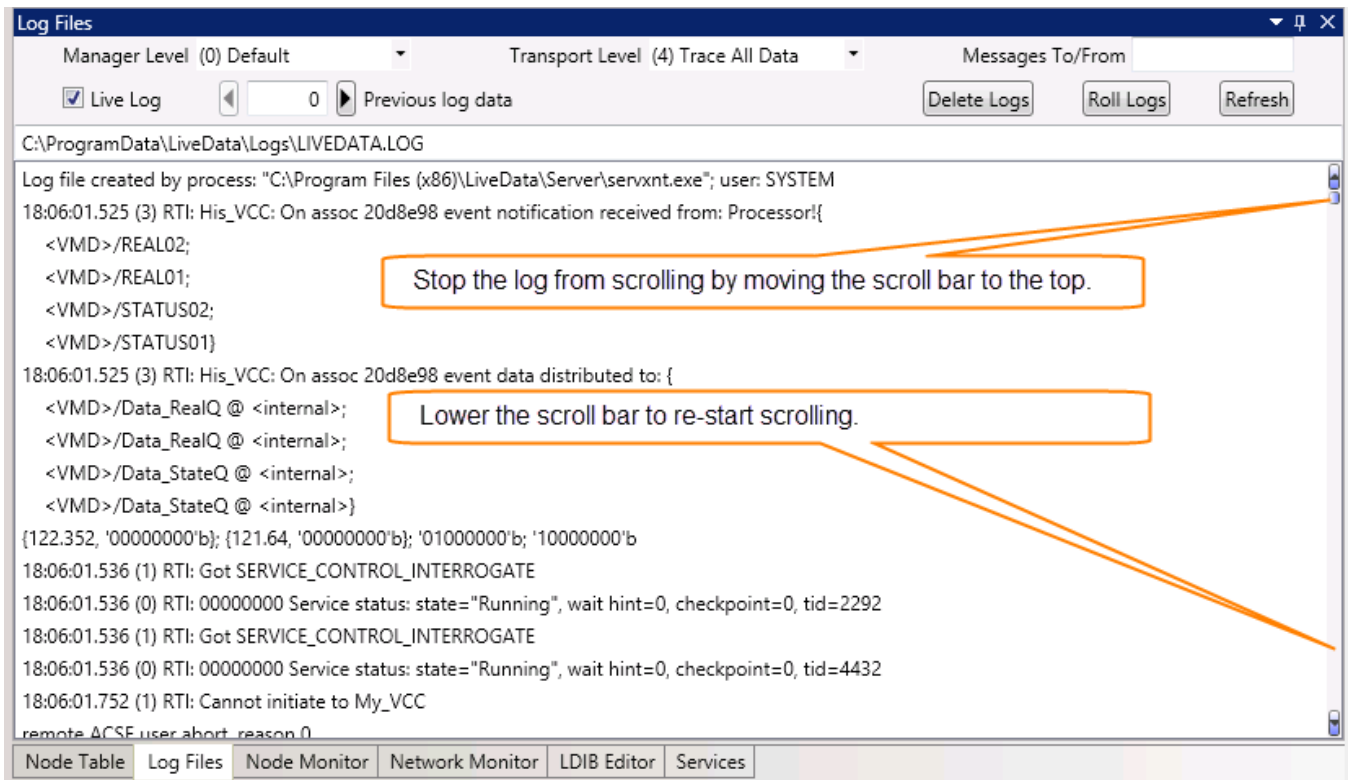 Log Files
Manager Level (0) Default Transport Level (4) Trace All Data Messages To/From
Live Log 0 Previous log data Delete Logs Roll Logs Refresh
C:\ProgramData\LiveData\Logs\LIVEDATA.LOG
Log file created by process: "C:\Program Files (x86)\LiveData\Server\servxnt.exe"; user: SYSTEM
18:06:01.525 (3) RTI: His_VCC: On assoc 20d8e98 event notification received from: Processor!{
<VMD>/REAL02;
<VMD>/REAL01;
Stop the log from scrolling by moving the scroll bar to the top.
<VMD>/STATUS02;
<VMD>/STATUS01}
18:06:01.525 (3) RTI: His_VCC: On assoc 20d8e98 event data distributed to: {
<VMD>/Data_RealQ @ <internal>;
Lower the scroll bar to re-start scrolling.
<VMD>/Data_RealQ @ <internal>;
<VMD>/Data_StateQ @ <internal>;
<VMD>/Data_StateQ @ <internal>}
{122.352, '00000000'b}; {121.64, '00000000'b}; '01000000'b; '10000000'b
18:06:01.536 (1) RTI: Got SERVICE_CONTROL_INTERROGATE
18:06:01.536 (0) RTI: 00000000 Service status: state="Running", wait hint=0, checkpoint=0, tid=2292
18:06:01.536 (1) RTI: Got SERVICE_CONTROL_INTERROGATE
18:06:01.536 (0) RTI: 00000000 Service status: state="Running", wait hint=0, checkpoint=0, tid=4432
18:06:01.752 (1) RTI: Cannot initiate to My_VCC
remote ACSE user abort, reason 0
Node Table Log Files Node Monitor Network Monitor LDIB Editor Services